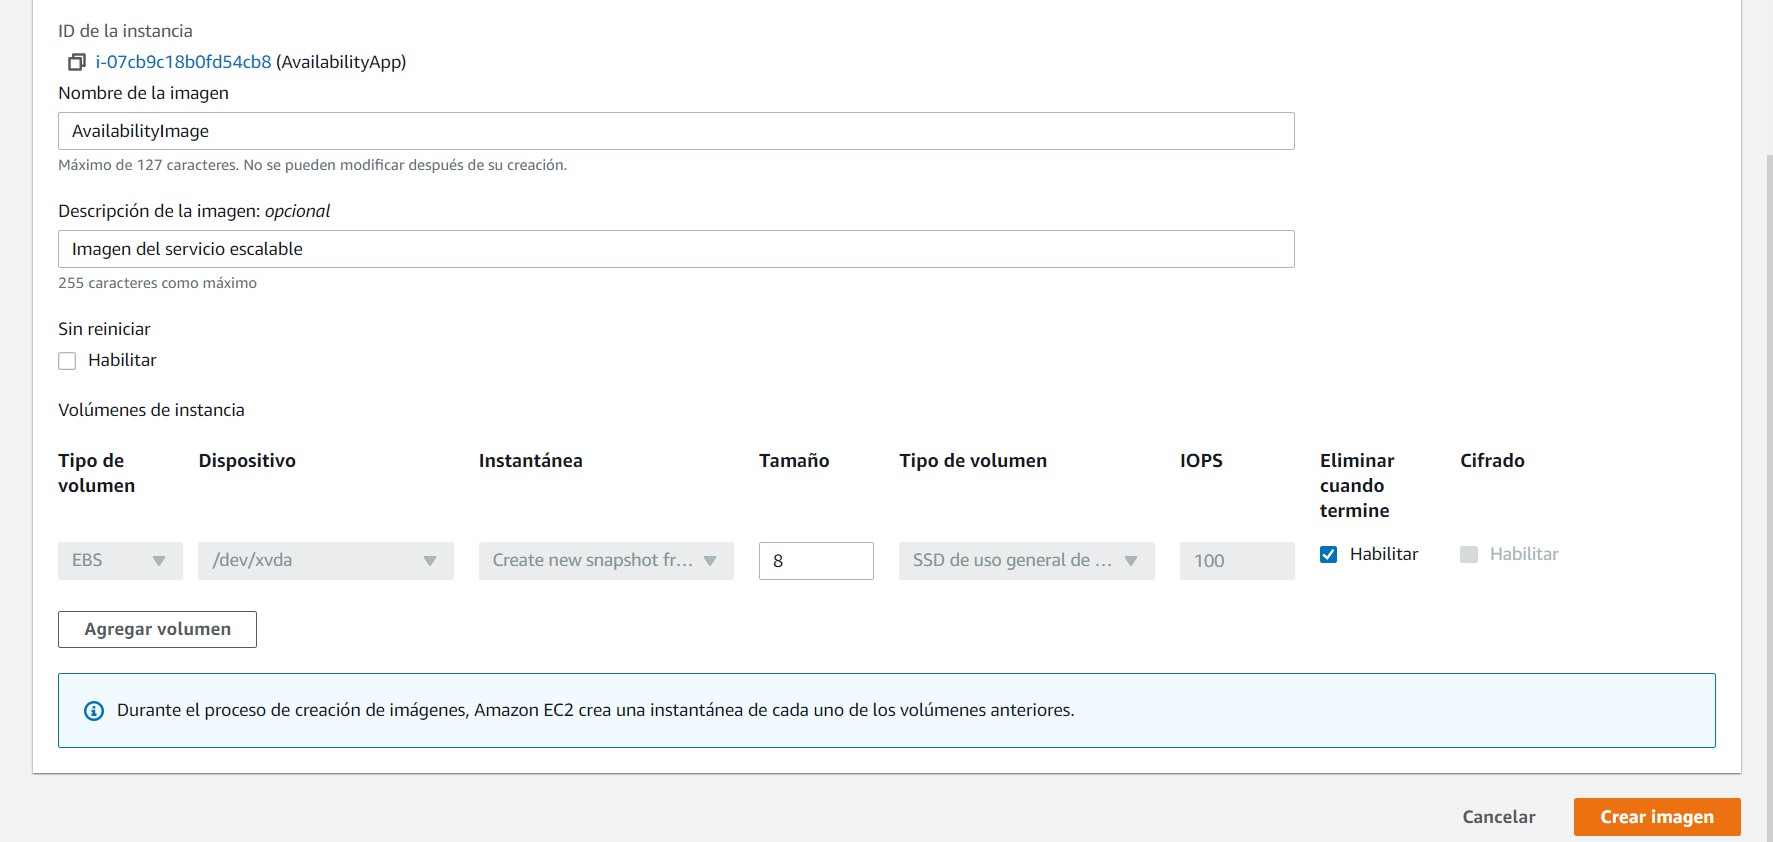 ID de la instancia
i-07cb9c18b0fd54cb8 (AvailabilityApp)
Nombre de la imagen
AvailabilityImage
Máximo de 127 caracteres. No se pueden modificar después de su creación.
Descripción de la imagen: opcional
Imagen del servicio escalable
255 caracteres como máximo
Sin reiniciar
Habilitar
Volúmenes de instancia
Tipo de volumen
Dispositivo
Instantánea
Tamaño
Tipo de volumen
IOPS
Eliminar cuando termine
Cifrado
EBS
/dev/xvda
Create new snapshot fr...
8
SSD de uso general de ...
100
Habilitar
Habilitar
Agregar volumen
Durante el proceso de creación de imágenes, Amazon EC2 crea una instantánea de cada uno de los volúmenes anteriores.
Cancelar
Crear imagen